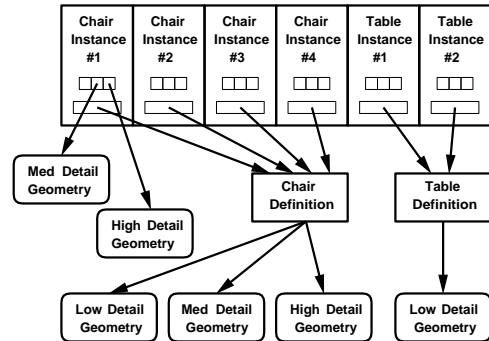 Chair Instance #1
Chair Instance #2
Chair Instance #3
Chair Instance #4
Table Instance #1
Table Instance #2
Med Detail
Geometry
High Detail
Geometry
Chair
Definition
Table
Definition
Low Detail
Geometry
Med Detail
Geometry
High Detail
Geometry
Low Detail
Geometry